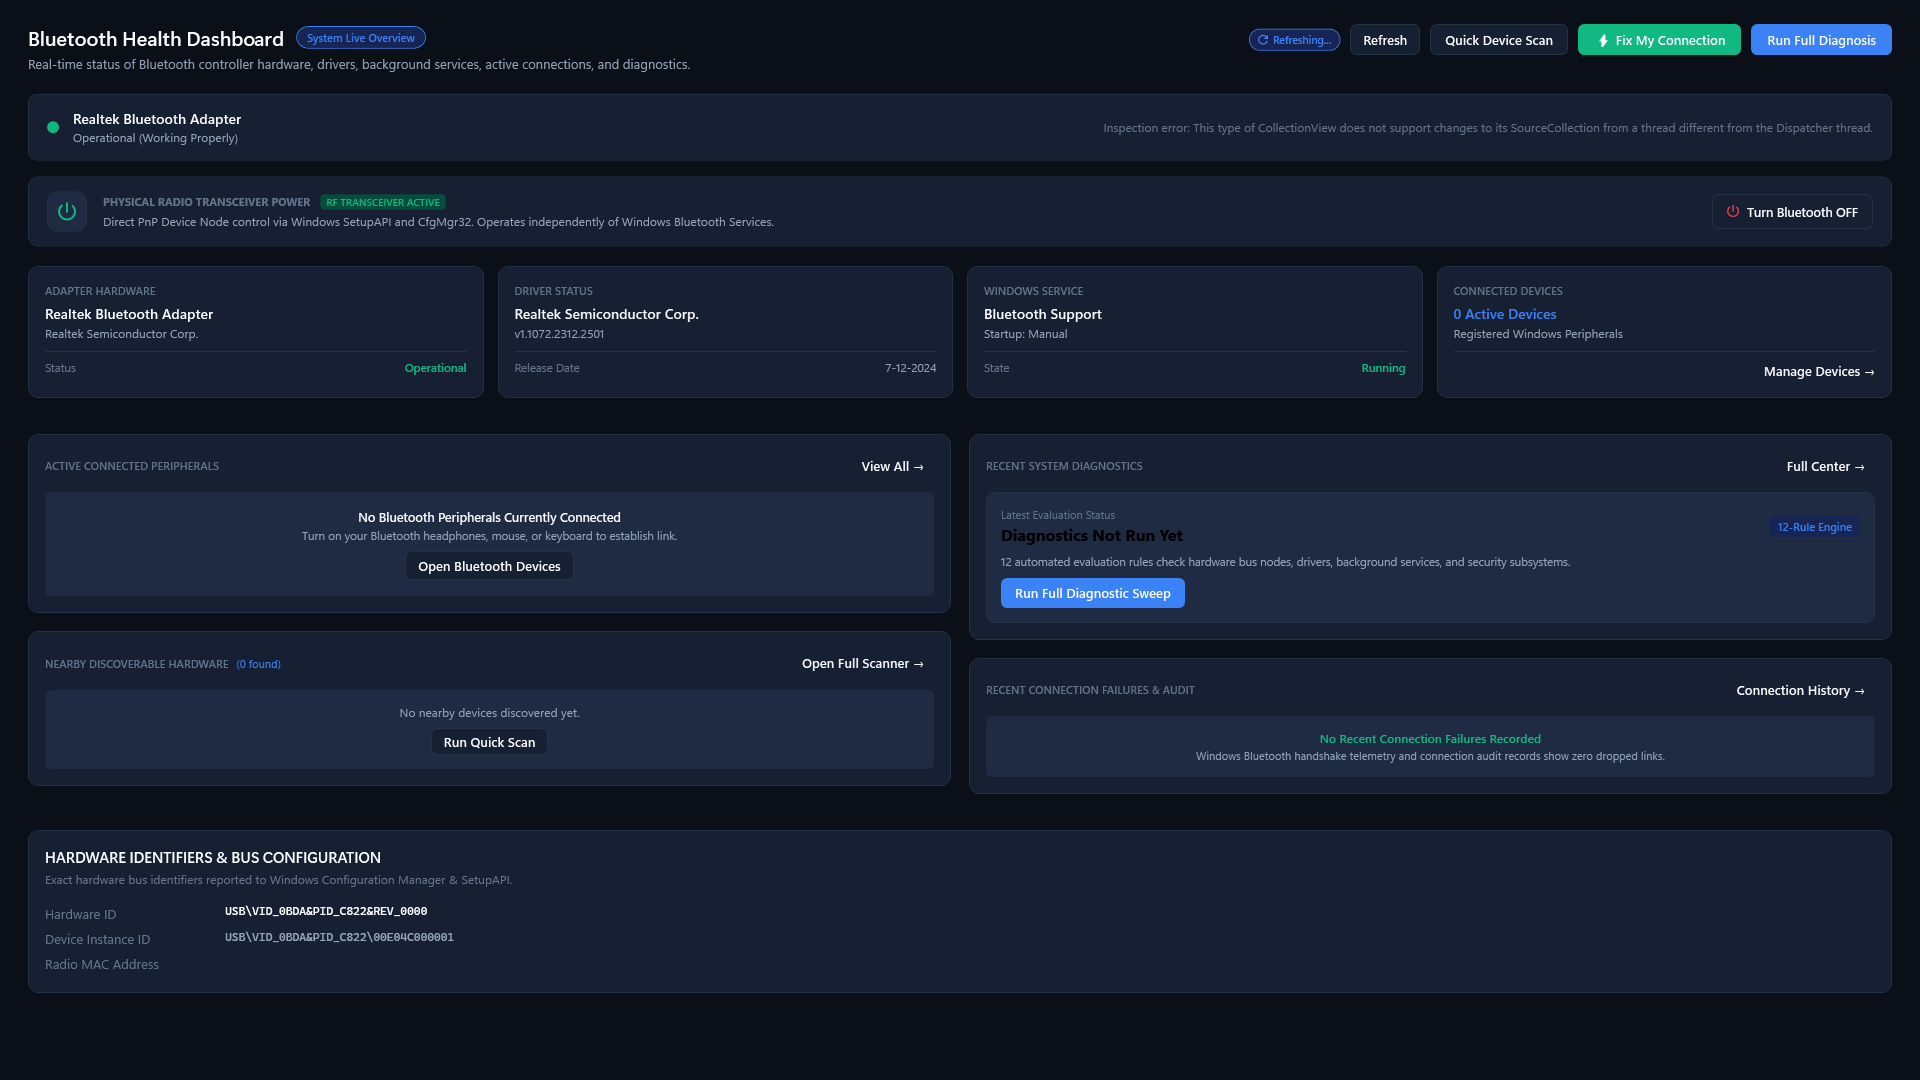 Bluetooth Health Dashboard
System Live Overview
Refreshing...
Refresh
Quick Device Scan
Fix My Connection
Run Full Diagnosis
Real-time status of Bluetooth controller hardware, drivers, background services, active connections, and diagnostics.
Realtek Bluetooth Adapter
Operational (Working Properly)
Inspection error: This type of CollectionView does not support changes to its SourceCollection from a thread different from the Dispatcher thread.
PHYSICAL RADIO TRANSCEIVER POWER
RF TRANSCEIVER ACTIVE
Direct PnP Device Node control via Windows SetupAPI and CfgMgr32. Operates independently of Windows Bluetooth Services.
Turn Bluetooth OFF
ADAPTER HARDWARE
Realtek Bluetooth Adapter
Realtek Semiconductor Corp.
Status
Operational
DRIVER STATUS
Realtek Semiconductor Corp.
v1.1072.2312.2501
Release Date
7-12-2024
WINDOWS SERVICE
Bluetooth Support
Startup: Manual
State
Running
CONNECTED DEVICES
0 Active Devices
Registered Windows Peripherals
Manage Devices →
ACTIVE CONNECTED PERIPHERALS
View All →
No Bluetooth Peripherals Currently Connected
Turn on your Bluetooth headphones, mouse, or keyboard to establish link.
Open Bluetooth Devices
NEARBY DISCOVERABLE HARDWARE (0 found)
Open Full Scanner →
No nearby devices discovered yet.
Run Quick Scan
RECENT SYSTEM DIAGNOSTICS
Full Center →
Latest Evaluation Status
Diagnostics Not Run Yet
12-Rule Engine
12 automated evaluation rules check hardware bus nodes, drivers, background services, and security subsystems.
Run Full Diagnostic Sweep
RECENT CONNECTION FAILURES & AUDIT
Connection History →
No Recent Connection Failures Recorded
Windows Bluetooth handshake telemetry and connection audit records show zero dropped links.
HARDWARE IDENTIFIERS & BUS CONFIGURATION
Exact hardware bus identifiers reported to Windows Configuration Manager & SetupAPI.
Hardware ID
USB\VID_0BDA&PID_C822&REV_0000
Device Instance ID
USB\VID_0BDA&PID_C822\00E04C000001
Radio MAC Address